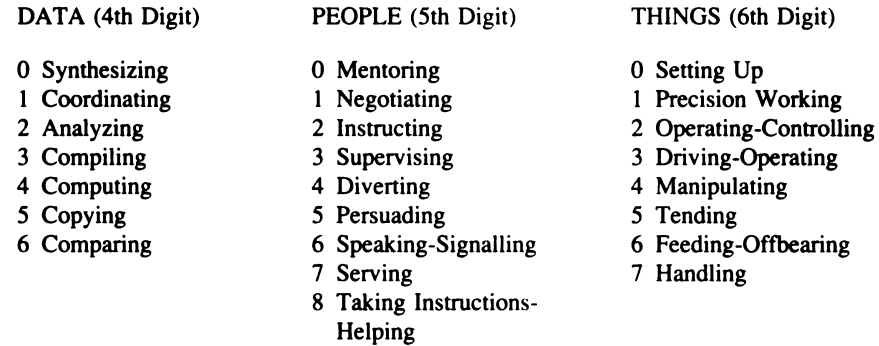 DATA (4th Digit)
0 Synthesizing
1 Coordinating
2 Analyzing
3 Compiling
4 Computing
5 Copying
6 Comparing
PEOPLE (5th Digit)
0 Mentoring
1 Negotiating
2 Instructing
3 Supervising
4 Diverting
5 Persuading
6 Speaking-Signalling
7 Serving
8 Taking Instructions-
Helping
THINGS (6th Digit)
0 Setting Up
1 Precision Working
2 Operating-Controlling
3 Driving-Operating
4 Manipulating
5 Tending
6 Feeding-Offbearing
7 Handling